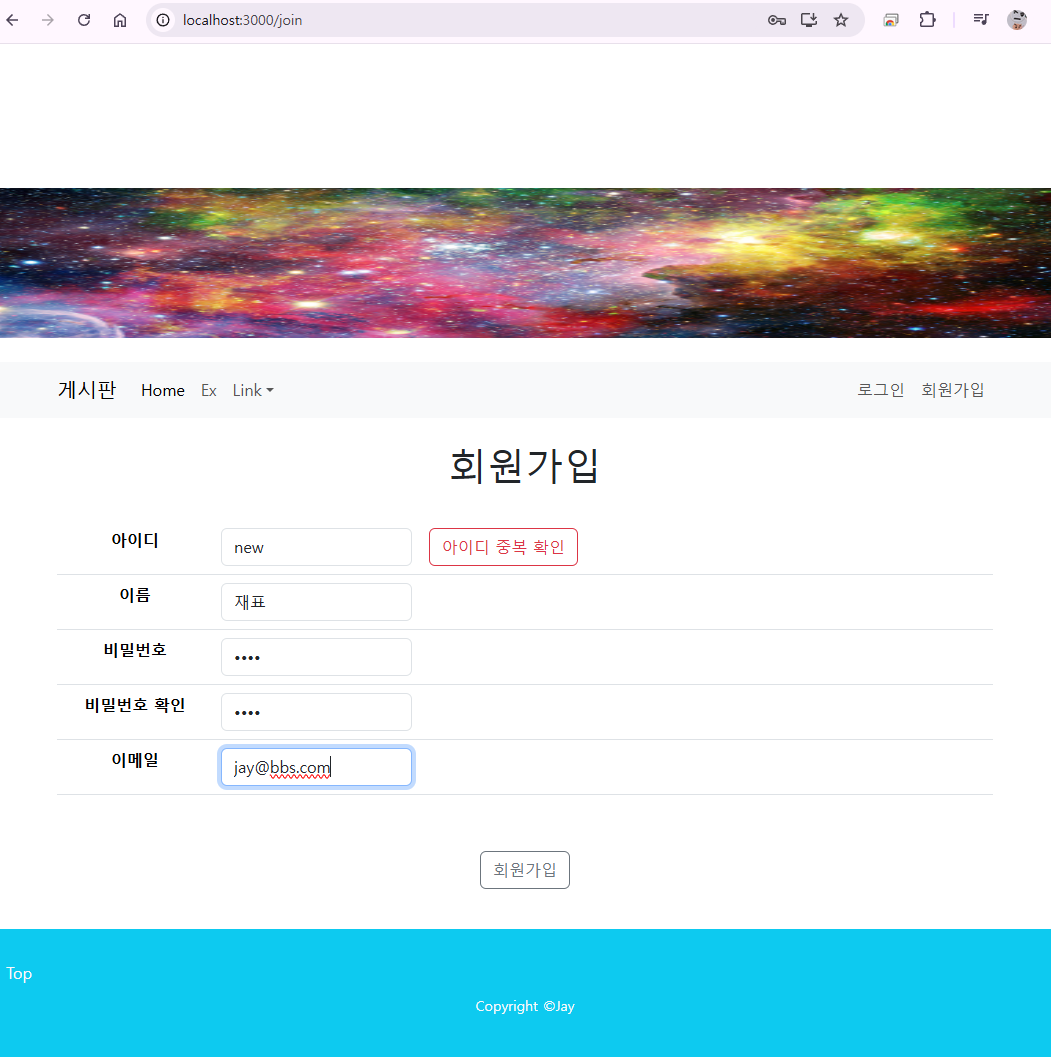 localhost:3000/join
게시판 Home Ex Link 로그인 회원가입
회원가입
아이디 new 아이디 중복 확인
이름 재표
비밀번호 ••••
비밀번호 확인 ••••
이메일 jay@bbs.com
회원가입
Top
Copyright ©Jay